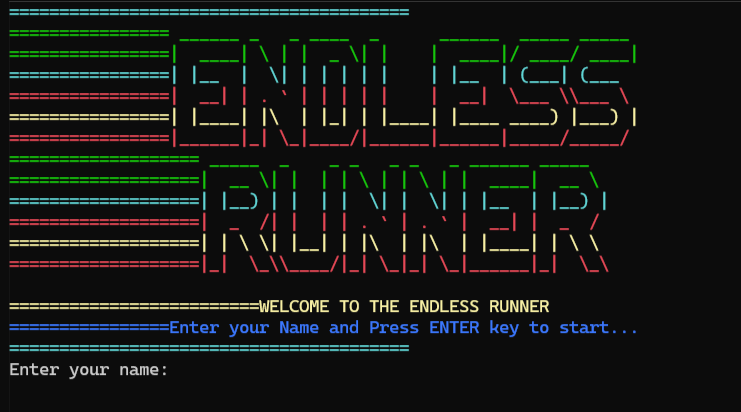 ENDLESS
RUNNER
=========================WELCOME TO THE ENDLESS RUNNER
================Enter your Name and Press ENTER key to start...
========================================
Enter your name: